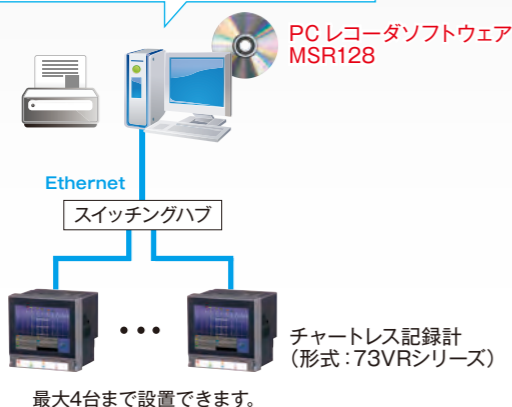 PC レコーダソフトウェア
MSR128
Ethernet
スイッチングハブ
チャートレス記録計
（形式：73VRシリーズ）
最大4台まで設置できます。